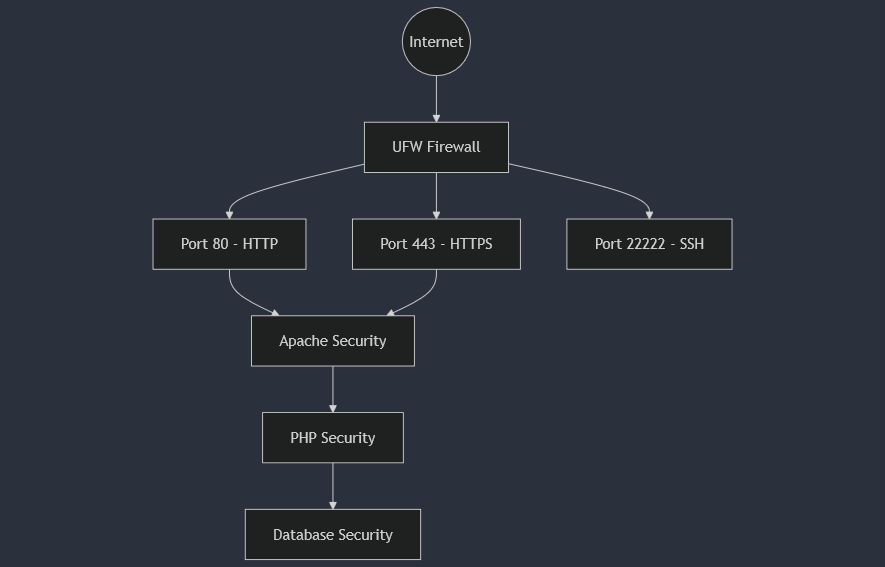 Internet
UFW Firewall
Port 80 - HTTP
Port 443 - HTTPS
Port 22222 - SSH
Apache Security
PHP Security
Database Security